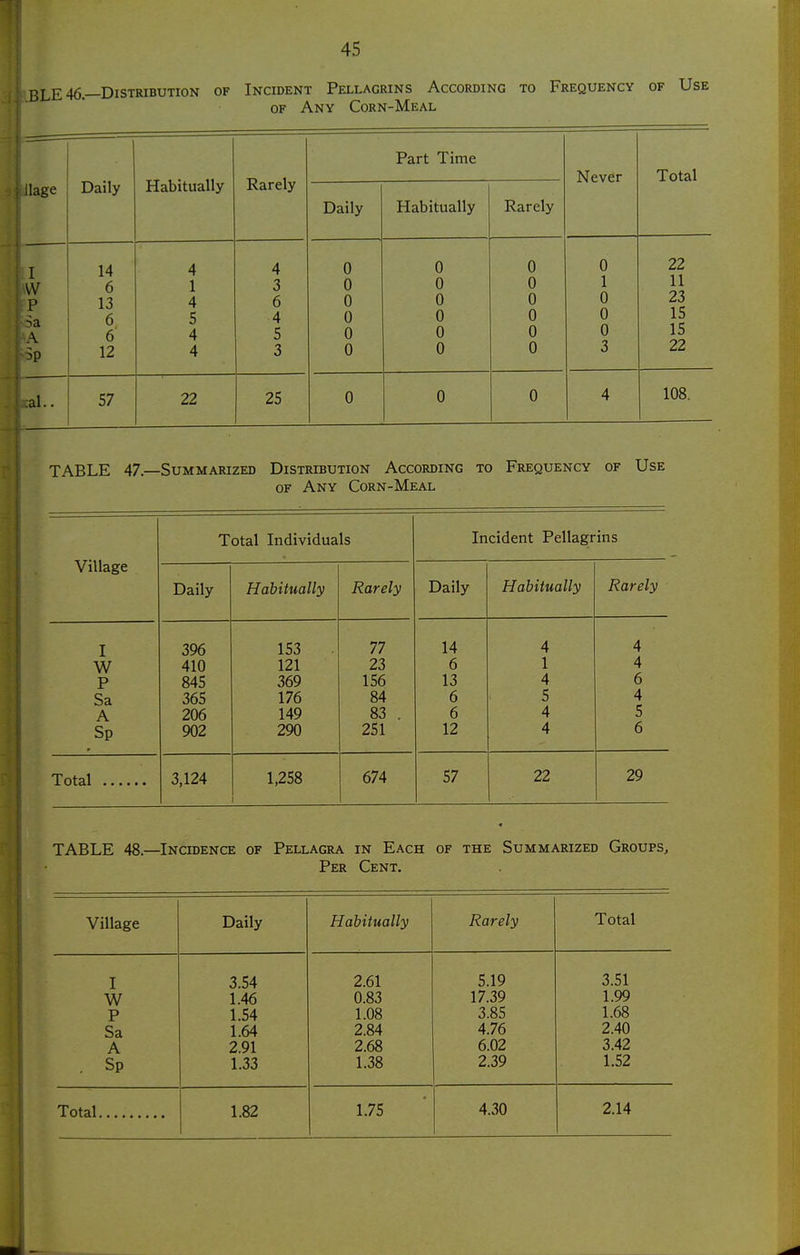 45
BLE 46.—Distribution of Incident Pellagrins According to Frequency of Use
of Any Corn-Meal
llage Daily Habitually Rarely Part Time Never Total
Daily Habitually Rarely
I 14 4 4 0 0 0 0 22
W 6 1 3 0 0 0 1 11
P 13 4 6 0 0 0 0 23
Sa 6 5 4 0 0 0 0 15
A 6 4 5 0 0 0 0 15
Sp 12 4 3 0 0 0 3 22
tal.. 57 22 25 0 0 0 4 108.
TABLE 47.—Summarized Distribution According to Frequency of Use
of Any Corn-Meal
Village Total Individuals Incident Pellagrins
Daily Habitually Rarely Daily Habitually Rarely
I 396 153 77 14 4 4
W 410 121 23 6 1 4
P 845 369 156 13 4 6
Sa 365 176 84 6 5 4
A 206 149 83 . 6 4 5
Sp 902 290 251 12 4 6
Total ...... 3,124 1,258 674 57 22 29
TABLE 48.—Incidence of Pellagra in Each of the Summarized Groups,
Per Cent.
Village Daily Habitually Rarely Total
I 3.54 2.61 5.19 3.51
W 1.46 0.83 17.39 1.99
P 1.54 1.08 3.85 1.68
Sa 1.64 2.84 4.76 2.40
A 2.91 2.68 6.02 3.42
Sp 1.33 1.38 2.39 1.52
Total.......... 1.82 1.75 4.30 2.14